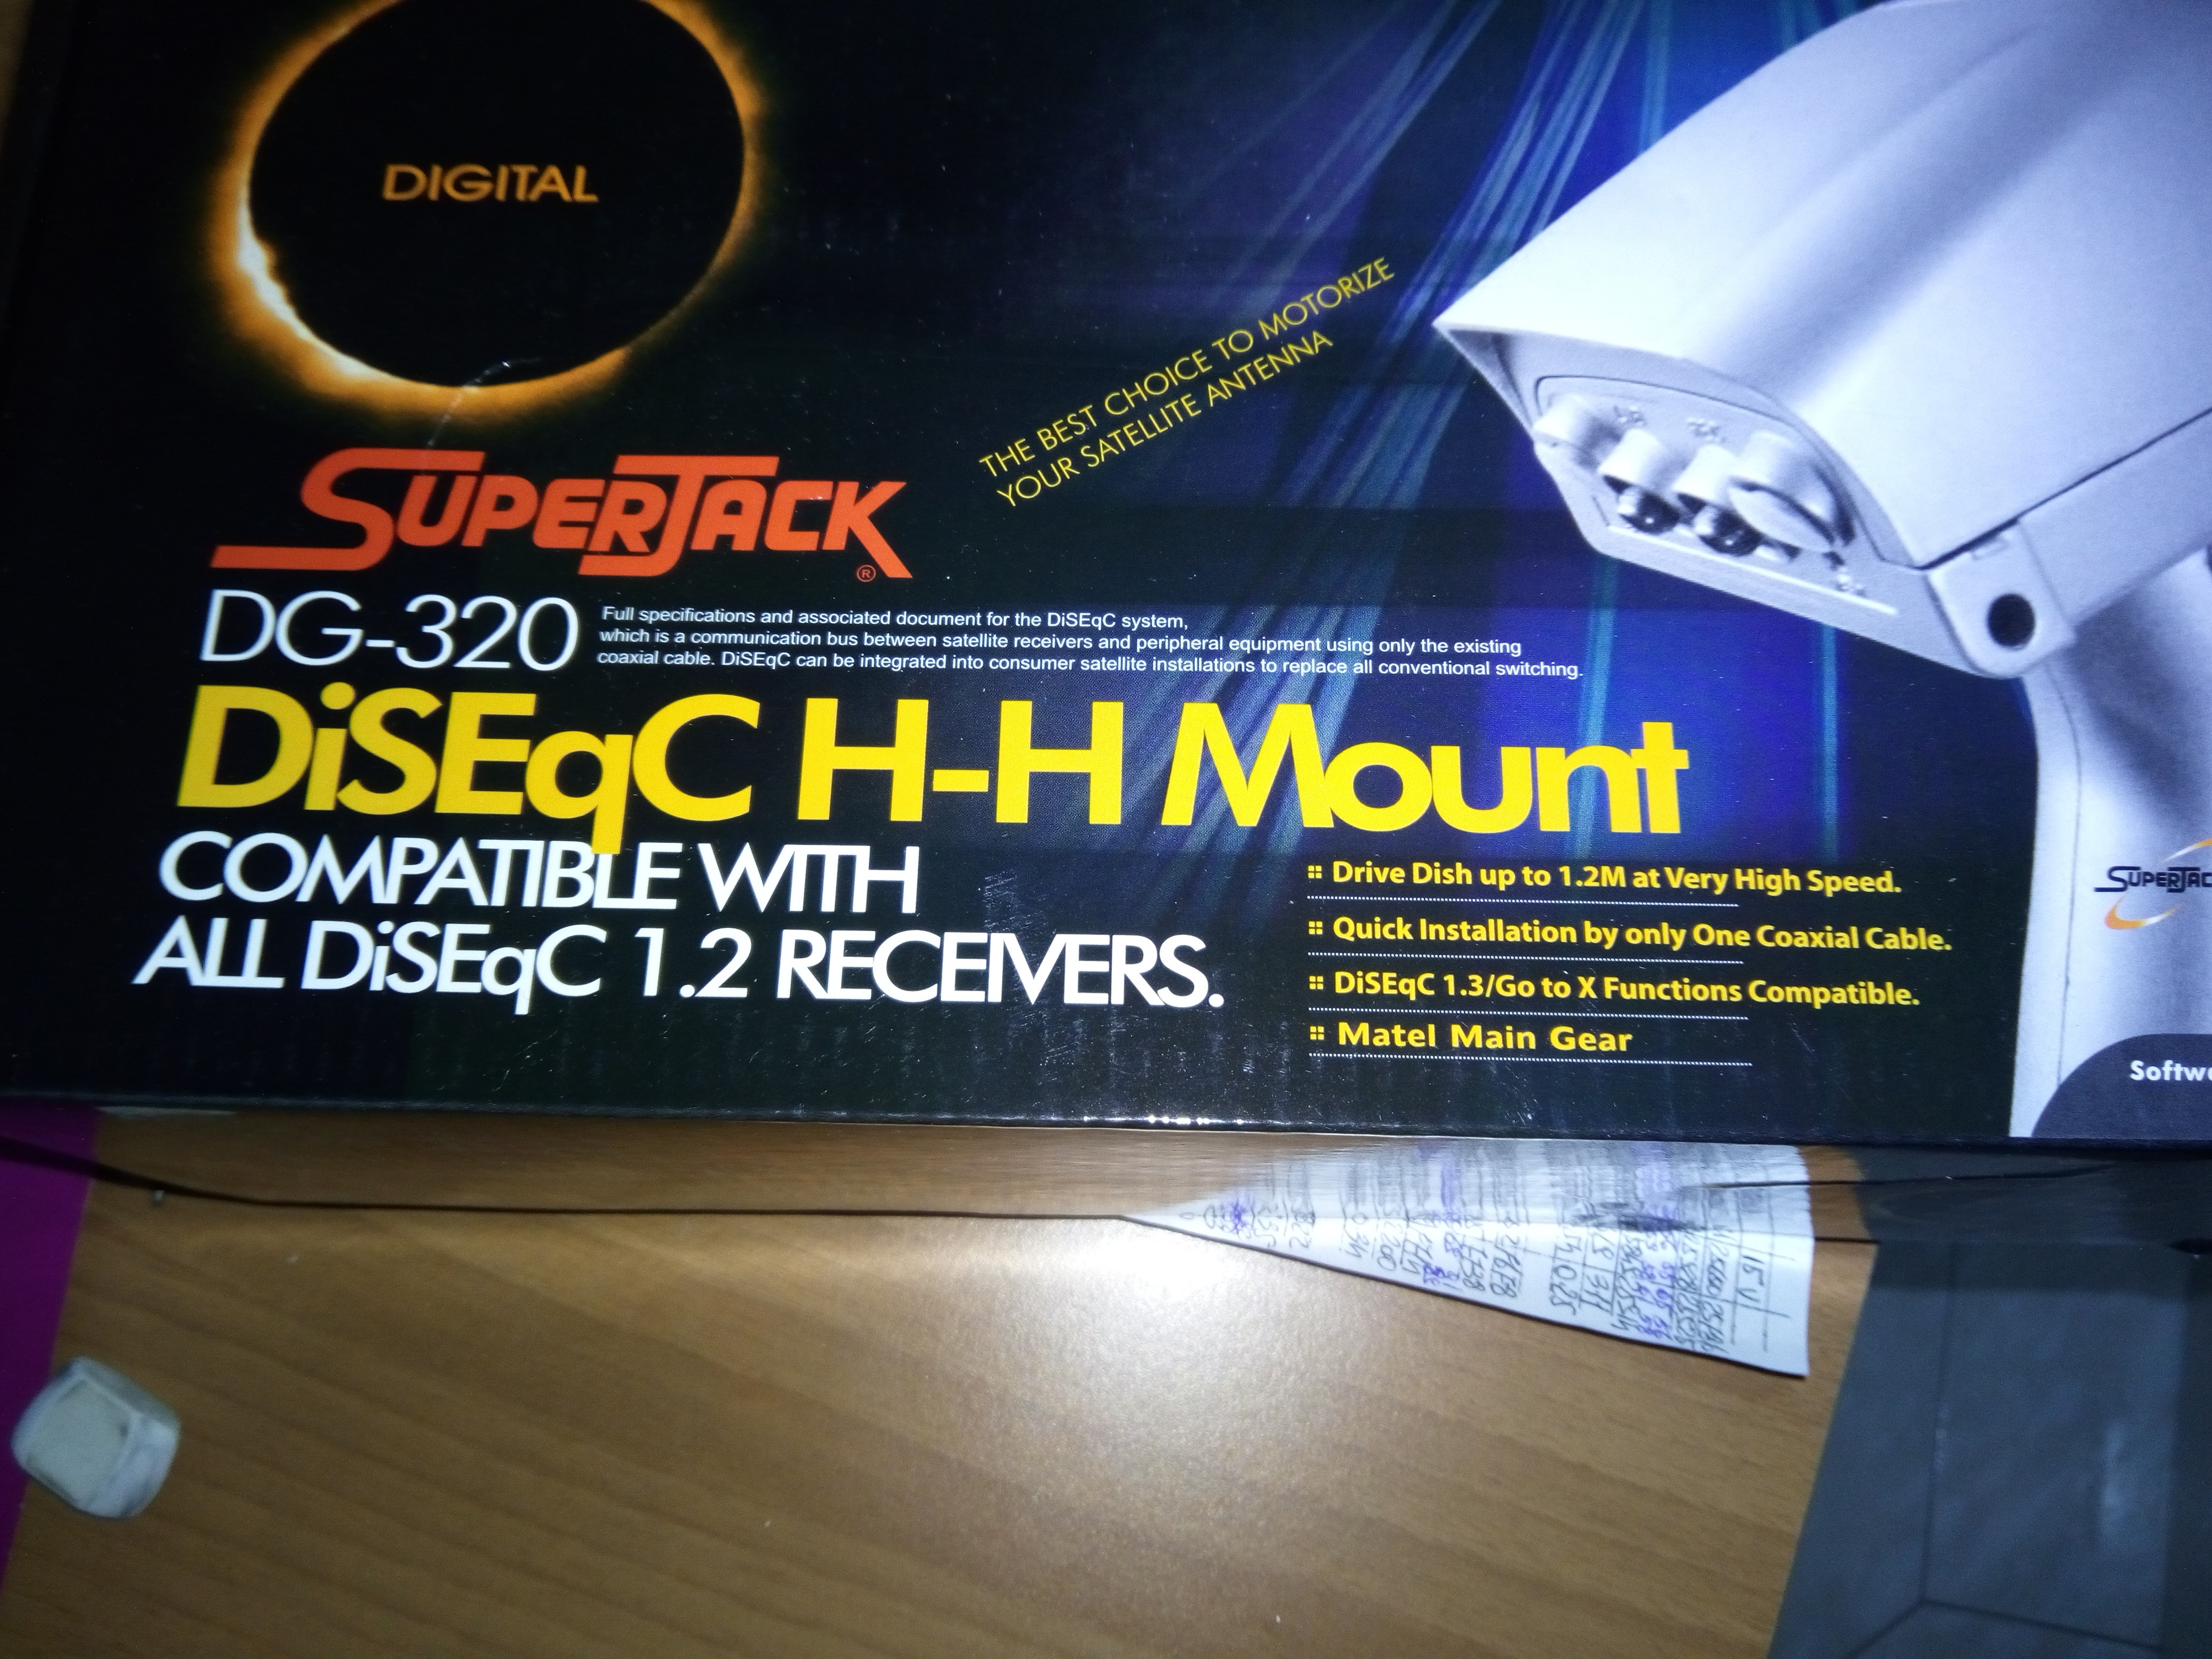 DIGITAL
THE BEST CHOICE TO MOTORIZE
YOUR SATELLITE ANTENNA
SUPERJACK®
DG-320
Full specifications and associated document for the DiSEqC system,
which is a communication bus between satellite receivers and peripheral equipment using only the existing
coaxial cable. DiSEqC can be integrated into consumer satellite installations to replace all conventional switching.
DiSEqC H-H Mount
COMPATIBLE WITH
ALL DiSEqC 1.2 RECEIVERS.
:: Drive Dish up to 1.2M at Very High Speed.
:: Quick Installation by only One Coaxial Cable.
:: DiSEqC 1.3/Go to X Functions Compatible.
:: Matel Main Gear
15V